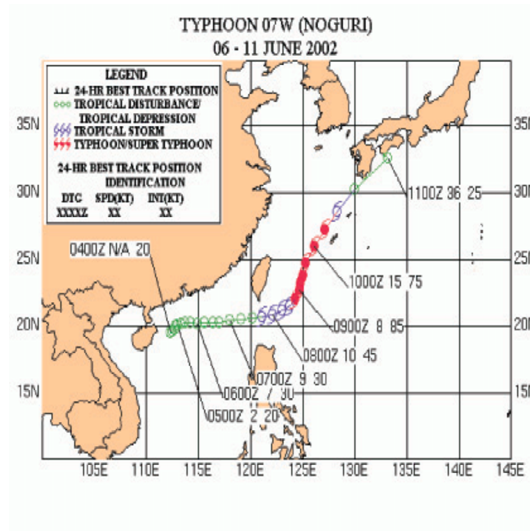 TYPHOON 07W (NOGURI)
06 - 11 JUNE 2002
LEGEND
24-HR BEST TRACK POSITION
TROPICAL DISTURBANCE/
TROPICAL DEPRESSION
TROPICAL STORM
TYPHOON/SUPER TYPHOON
24-HR BEST TRACK POSITION
IDENTIFICATION
DTG SPD(KT) INT(KT)
XXXXZ XX XX
35N
35N
30N
30N
25N
25N
20N
20N
15N
15N
0400Z N/A 20
1100Z 36 25
1000Z 15 75
0900Z 8 85
0800Z 10 45
0700Z 9 30
0600Z 7 30
0500Z 2 20
105E 110E 115E 120E 125E 130E 135E 140E 145E